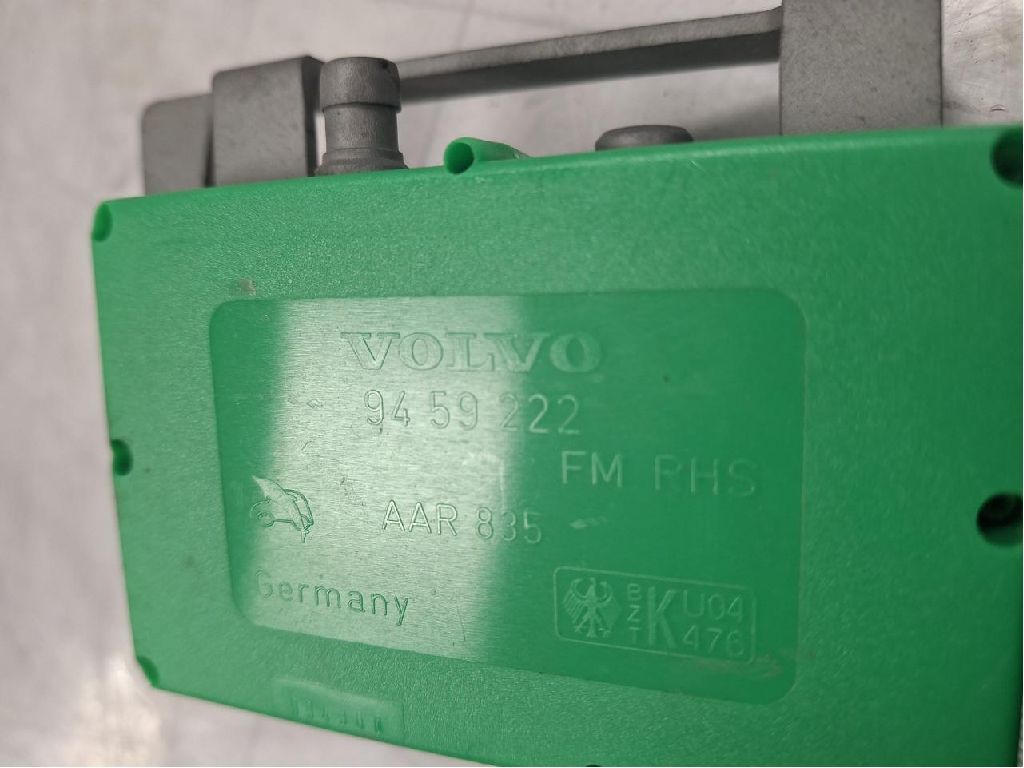 VOLVO
94 59 222
FM RHS
AAR 835
Germany
BZT K U04 476